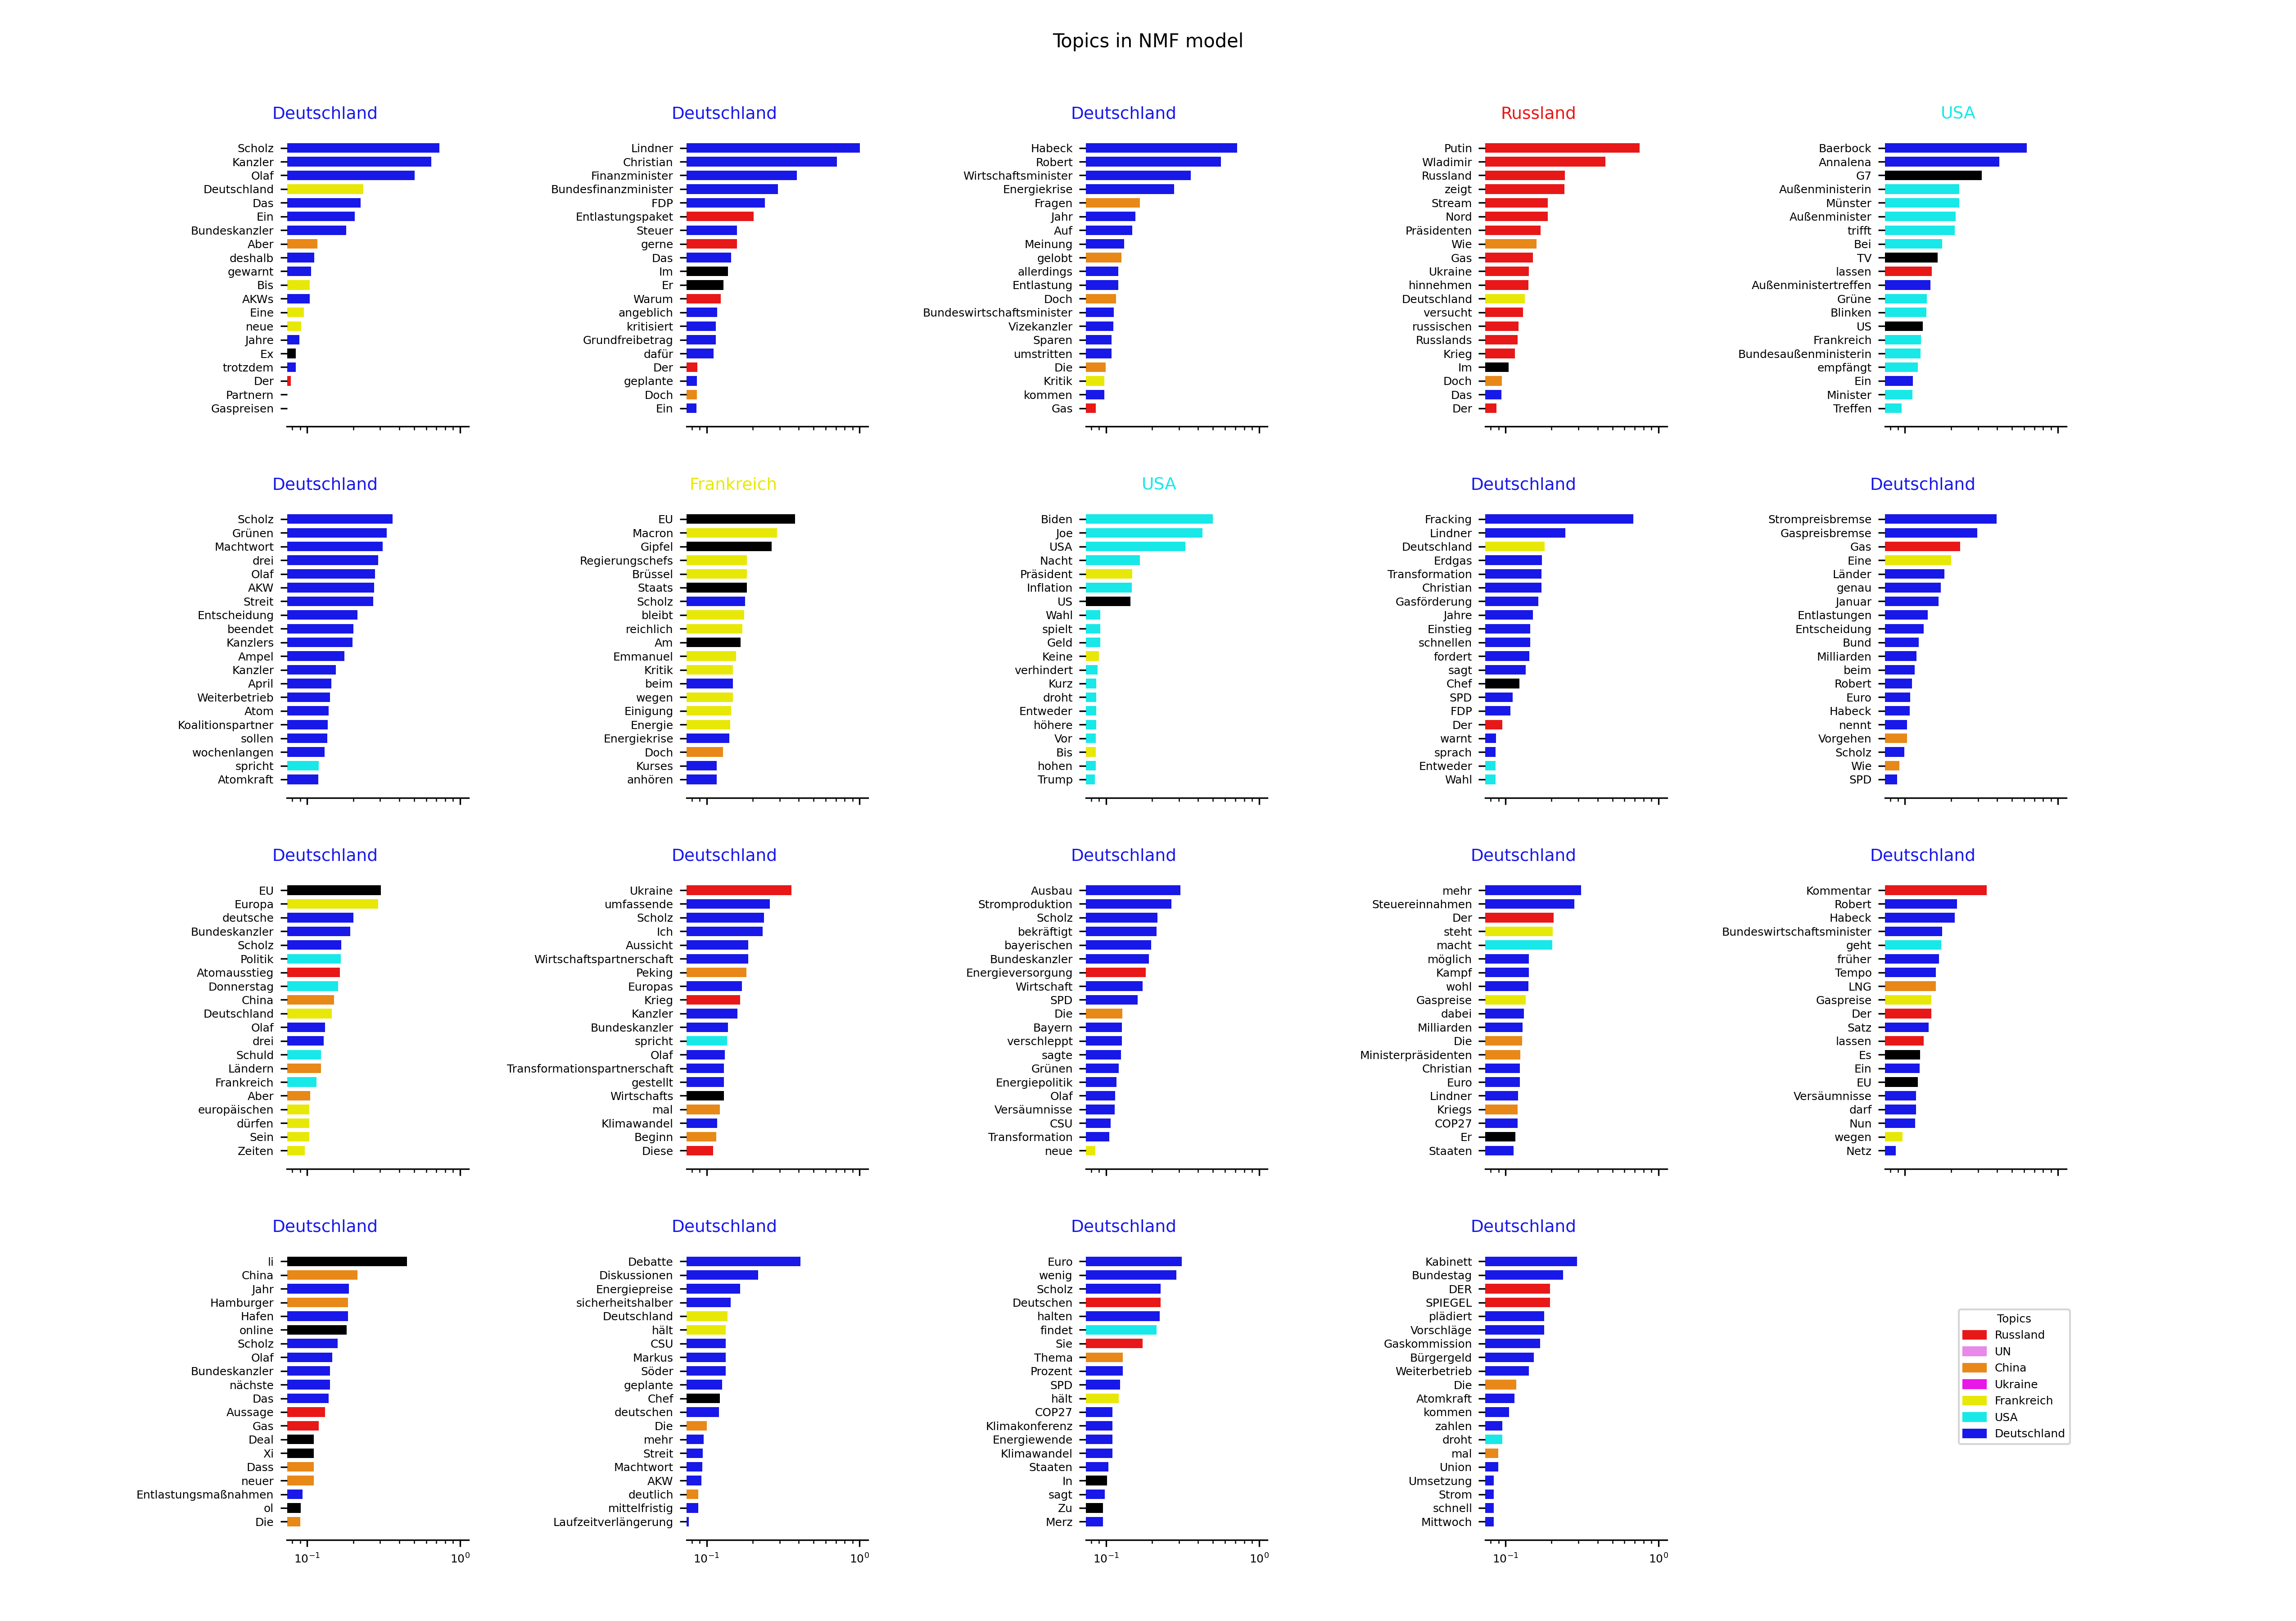 Topics in NMF model
Deutschland
Scholz
Kanzler
Olaf
Deutschland
Das
Ein
Bundeskanzler
Aber
deshalb
gewarnt
Bis
AKWs
Eine
neue
Jahre
Ex
trotzdem
Der
Partnern
Gaspreisen
Deutschland
Lindner
Christian
Finanzminister
Bundesfinanzminister
FDP
Entlastungspaket
Steuer
gerne
Das
Im
Er
Warum
angeblich
kritisiert
Grundfreibetrag
dafür
Der
geplante
Doch
Ein
Deutschland
Habeck
Robert
Wirtschaftsminister
Energiekrise
Fragen
Jahr
Auf
Meinung
gelobt
allerdings
Entlastung
Doch
Bundeswirtschaftsminister
Vizekanzler
Sparen
umstritten
Die
Kritik
kommen
Gas
Russland
Putin
Wladimir
Russland
zeigt
Stream
Nord
Präsidenten
Wie
Gas
Ukraine
hinnehmen
Deutschland
versucht
russischen
Russlands
Krieg
Im
Doch
Das
Der
USA
Baerbock
Annalena
G7
Außenministerin
Münster
Außenminister
trifft
Bei
TV
lassen
Außenministertreffen
Grüne
Blinken
US
Frankreich
Bundesaußenministerin
empfängt
Ein
Minister
Treffen
Deutschland
Scholz
Grünen
Machtwort
drei
Olaf
AKW
Streit
Entscheidung
beendet
Kanzlers
Ampel
Kanzler
April
Weiterbetrieb
Atom
Koalitionspartner
sollen
wochenlangen
spricht
Atomkraft
Frankreich
EU
Macron
Gipfel
Regierungschefs
Brüssel
Staats
Scholz
bleibt
reichlich
Am
Emmanuel
Kritik
beim
wegen
Einigung
Energie
Energiekrise
Doch
Kurses
anhören
USA
Biden
Joe
USA
Nacht
Präsident
Inflation
US
Wahl
spielt
Geld
Keine
verhindert
Kurz
droht
Entweder
höhere
Vor
Bis
hohen
Trump
Deutschland
Fracking
Lindner
Deutschland
Erdgas
Transformation
Christian
Gasförderung
Jahre
Einstieg
schnellen
fordert
sagt
Chef
SPD
FDP
Der
warnt
sprach
Entweder
Wahl
Deutschland
Strompreisbremse
Gaspreisbremse
Gas
Eine
Länder
genau
Januar
Entlastungen
Entscheidung
Bund
Milliarden
beim
Robert
Euro
Habeck
nennt
Vorgehen
Scholz
Wie
SPD
Deutschland
EU
Europa
deutsche
Bundeskanzler
Scholz
Politik
Atomausstieg
Donnerstag
China
Deutschland
Olaf
drei
Schuld
Ländern
Frankreich
Aber
europäischen
dürfen
Sein
Zeiten
Deutschland
Ukraine
umfassende
Scholz
Ich
Aussicht
Wirtschaftspartnerschaft
Peking
Europas
Krieg
Kanzler
Bundeskanzler
spricht
Olaf
Transformationspartnerschaft
gestellt
Wirtschafts
mal
Klimawandel
Beginn
Diese
Deutschland
Ausbau
Stromproduktion
Scholz
bekräftigt
bayerischen
Bundeskanzler
Energieversorgung
Wirtschaft
SPD
Die
Bayern
verschleppt
sagte
Grünen
Energiepolitik
Olaf
Versäumnisse
CSU
Transformation
neue
Deutschland
mehr
Steuereinnahmen
Der
steht
macht
möglich
Kampf
wohl
Gaspreise
dabei
Milliarden
Die
Ministerpräsidenten
Christian
Euro
Lindner
Kriegs
COP27
Er
Staaten
Deutschland
Kommentar
Robert
Habeck
Bundeswirtschaftsminister
geht
früher
Tempo
LNG
Gaspreise
Der
Satz
lassen
Es
Ein
EU
Versäumnisse
darf
Nun
wegen
Netz
Deutschland
li
China
Jahr
Hamburger
Hafen
online
Scholz
Olaf
Bundeskanzler
nächste
Das
Aussage
Gas
Deal
Xi
Dass
neuer
Entlastungsmaßnahmen
ol
Die
10⁻¹ 10⁰
Deutschland
Debatte
Diskussionen
Energiepreise
sicherheitshalber
Deutschland
hält
CSU
Markus
Söder
geplante
Chef
deutschen
Die
mehr
Streit
Machtwort
AKW
deutlich
mittelfristig
Laufzeitverlängerung
10⁻¹ 10⁰
Deutschland
Euro
wenig
Scholz
Deutschen
halten
findet
Sie
Thema
Prozent
SPD
hält
COP27
Klimakonferenz
Energiewende
Klimawandel
Staaten
In
sagt
Zu
Merz
10⁻¹ 10⁰
Deutschland
Kabinett
Bundestag
DER
SPIEGEL
plädiert
Vorschläge
Gaskommission
Bürgergeld
Weiterbetrieb
Die
Atomkraft
kommen
zahlen
droht
mal
Union
Umsetzung
Strom
schnell
Mittwoch
10⁻¹ 10⁰
Topics
Russland
UN
China
Ukraine
Frankreich
USA
Deutschland